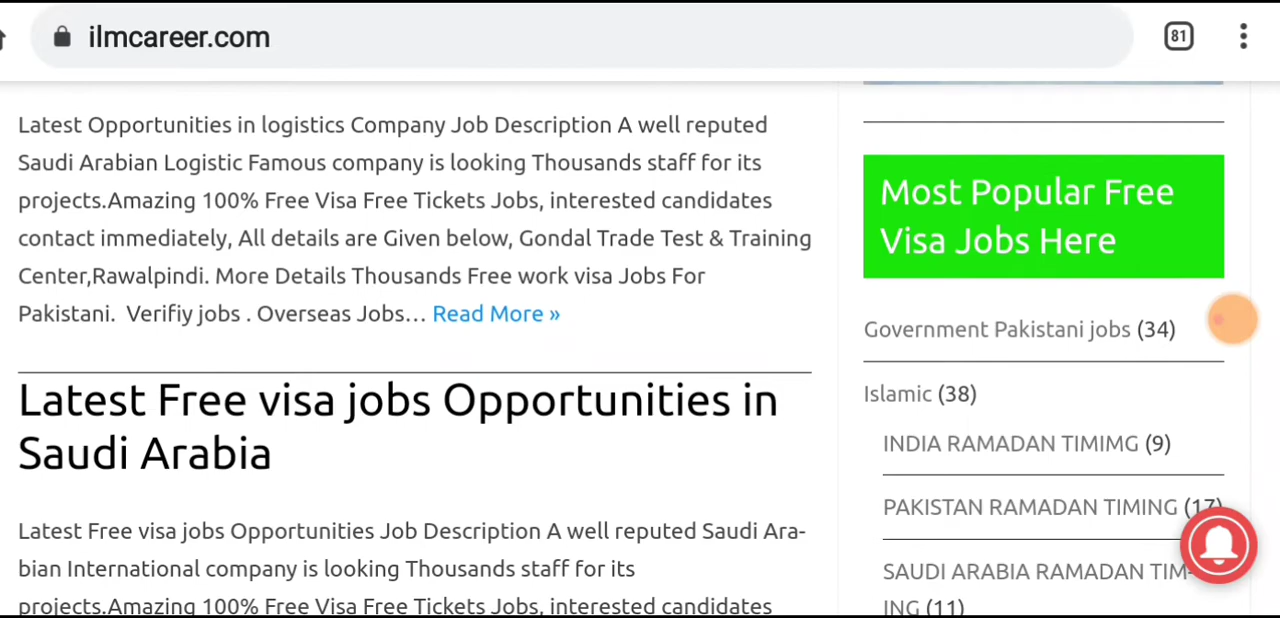 ilmcareer.com
81
Latest Opportunities in logistics Company Job Description A well reputed
Saudi Arabian Logistic Famous company is looking Thousands staff for its
projects.Amazing 100% Free Visa Free Tickets Jobs, interested candidates
contact immediately, All details are Given below, Gondal Trade Test & Training
Center,Rawalpindi. More Details Thousands Free work visa Jobs For
Pakistani. Verifiy jobs . Overseas Jobs... Read More »
Latest Free visa jobs Opportunities in
Saudi Arabia
Latest Free visa jobs Opportunities Job Description A well reputed Saudi Ara-
bian International company is looking Thousands staff for its
projects.Amazing 100% Free Visa Free Tickets Jobs, interested candidates
Most Popular Free
Visa Jobs Here
Government Pakistani jobs (34)
Islamic (38)
INDIA RAMADAN TIMIMG (9)
PAKISTAN RAMADAN TIMING (17)
SAUDI ARABIA RAMADAN TIM-
ING (11)